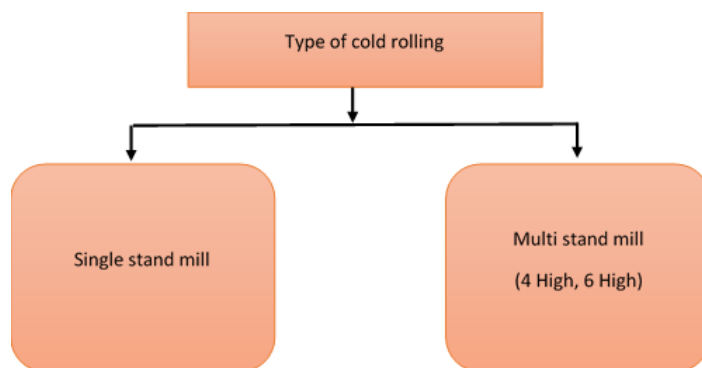 Type of cold rolling
Single stand mill
Multi stand mill
(4 High, 6 High)